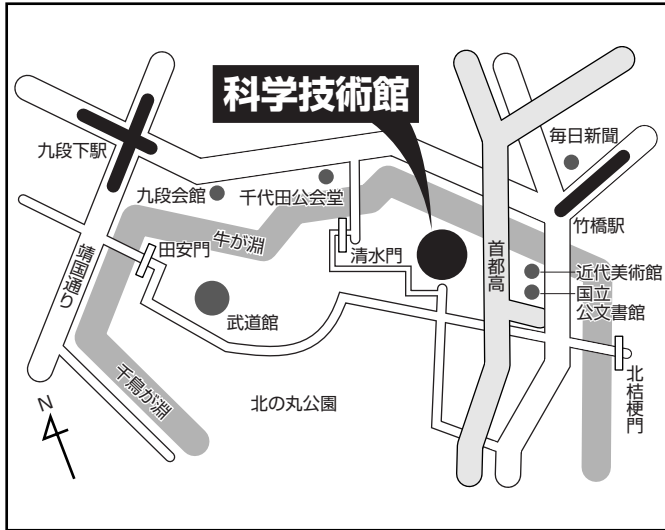 科学技術館
毎日新聞
九段下駅
九段会館
千代田公会堂
竹橋駅
牛が淵
田安門
清水門
首都高
近代美術館
国立
公文書館
靖国通り
武道館
千鳥が淵
北の丸公園
北桔梗門
N